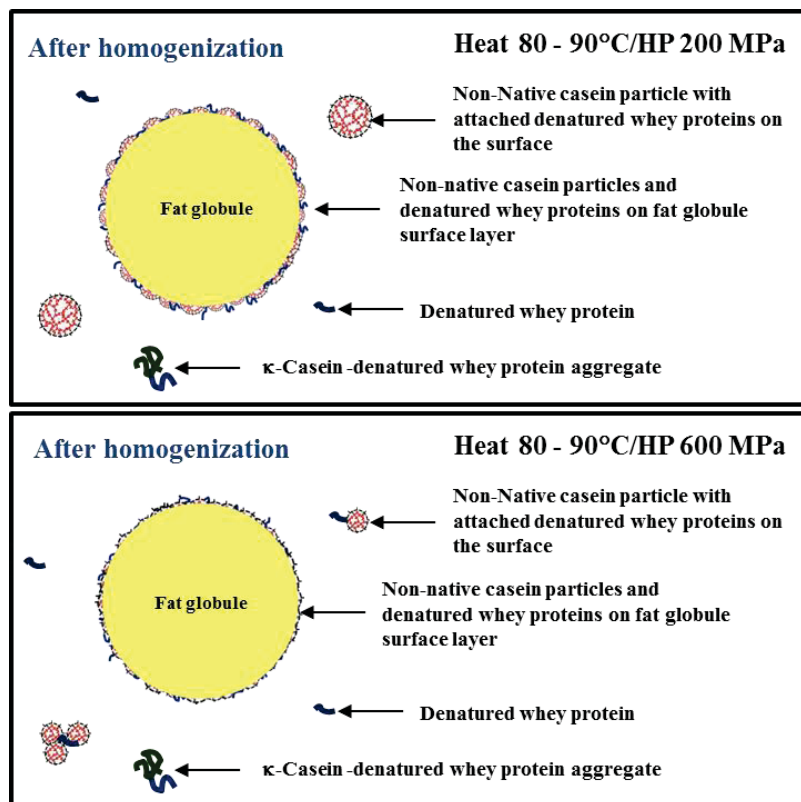 After homogenization
Heat 80 - 90°C/HP 200 MPa
Non-Native casein particle with
attached denatured whey proteins on
the surface
Fat globule
Non-native casein particles and
denatured whey proteins on fat globule
surface layer
Denatured whey protein
κ-Casein -denatured whey protein aggregate
After homogenization
Heat 80 - 90°C/HP 600 MPa
Non-Native casein particle with
attached denatured whey proteins on
the surface
Fat globule
Non-native casein particles and
denatured whey proteins on fat globule
surface layer
Denatured whey protein
κ-Casein -denatured whey protein aggregate